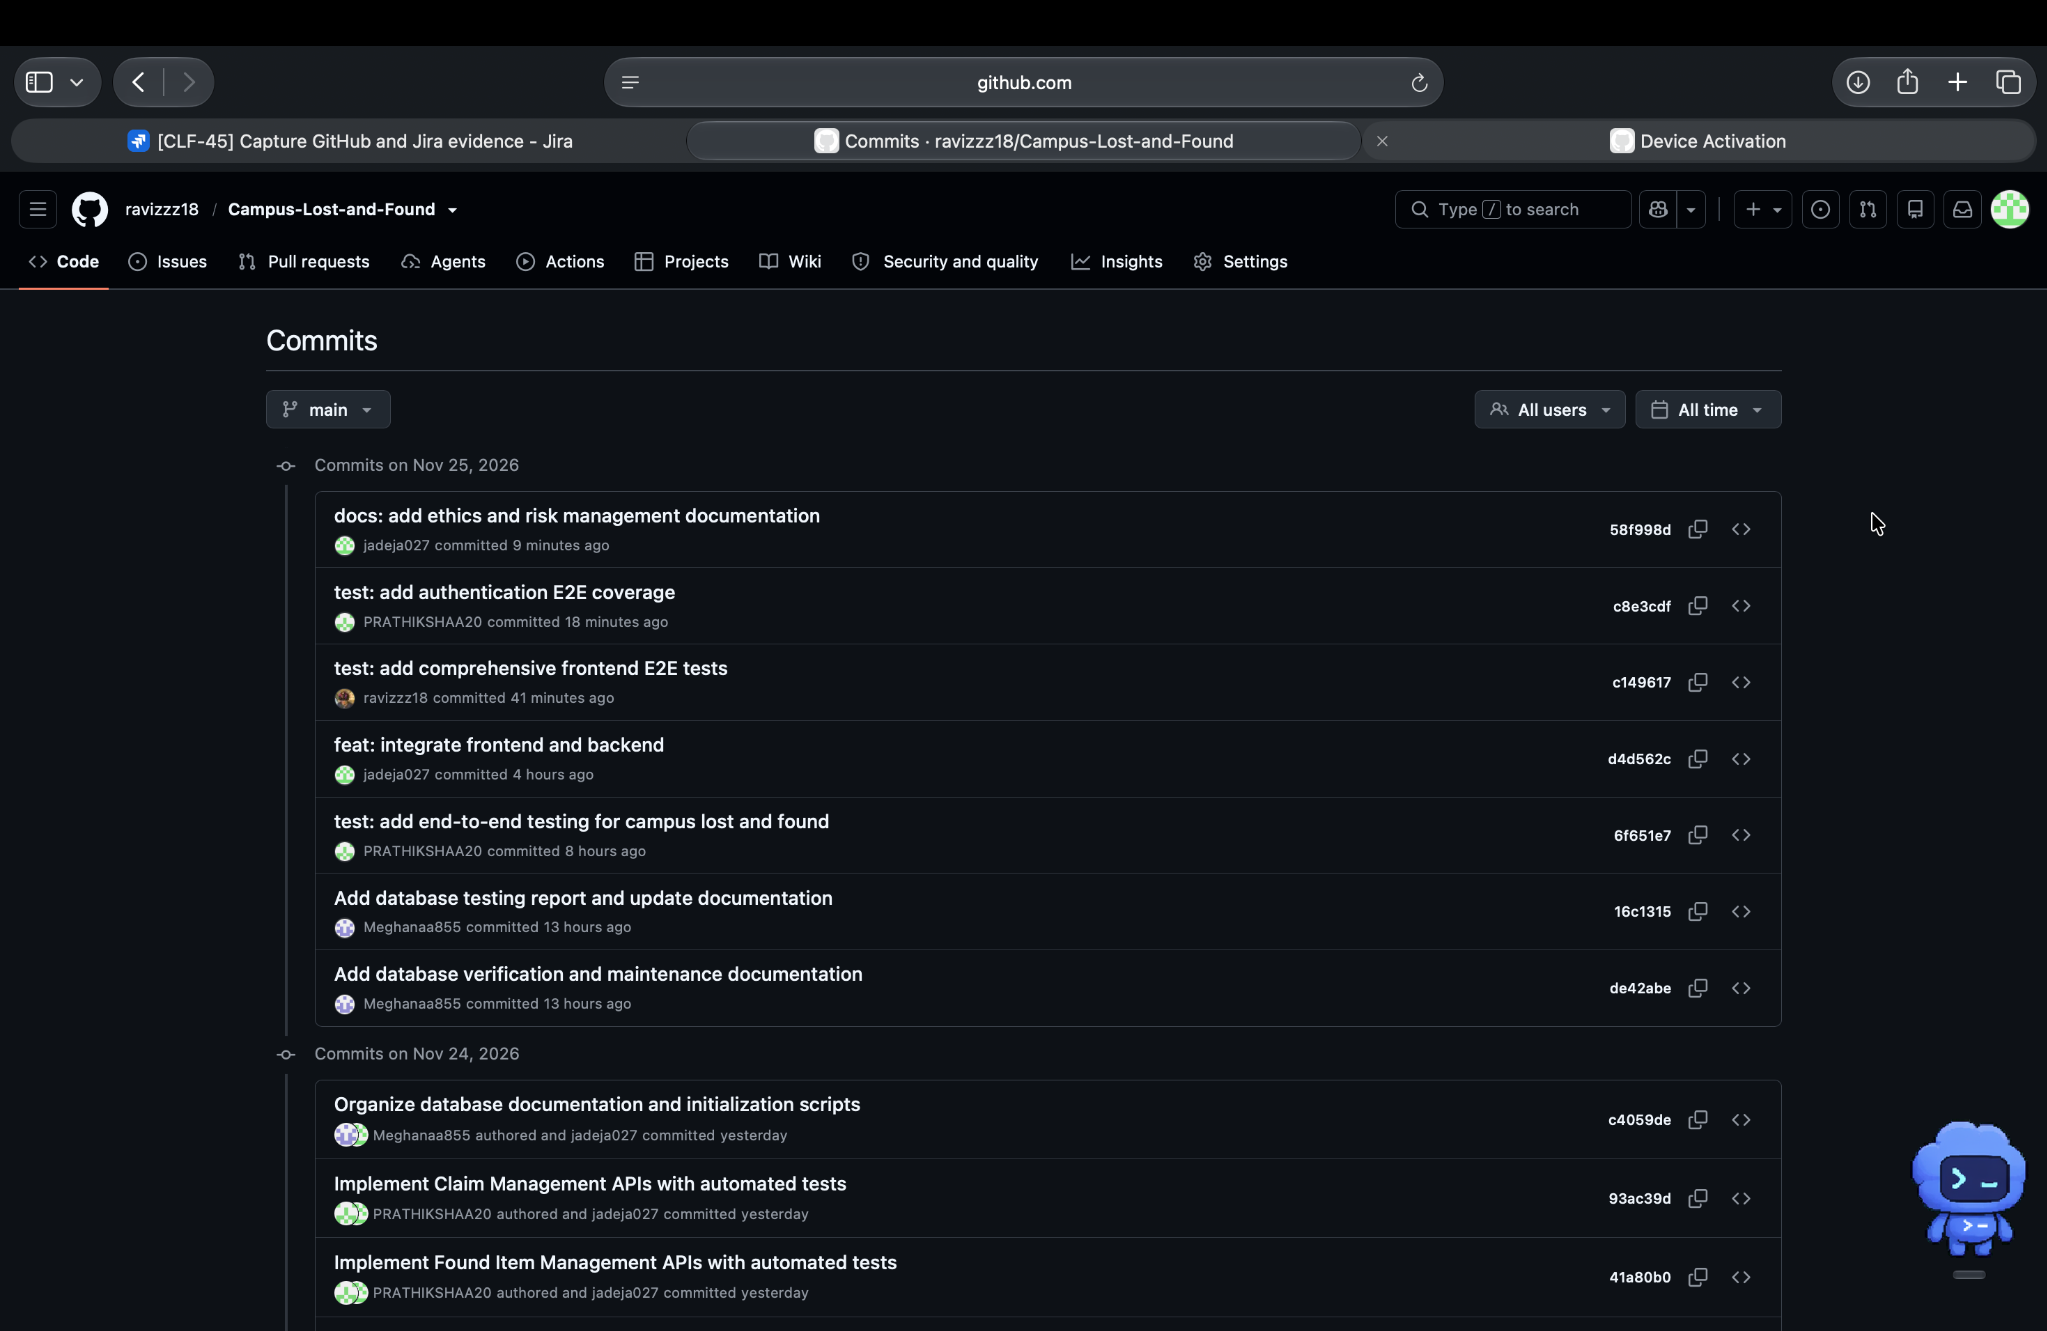 github.com
[CLF-45] Capture GitHub and Jira evidence - Jira
Commits · ravizzz18/Campus-Lost-and-Found
Device Activation
ravizzz18 / Campus-Lost-and-Found
Type / to search
Code
Issues
Pull requests
Agents
Actions
Projects
Wiki
Security and quality
Insights
Settings
Commits
main
All users
All time
Commits on Nov 25, 2026
docs: add ethics and risk management documentation
58f998d
jadeja027 committed 9 minutes ago
test: add authentication E2E coverage
c8e3cdf
PRATHIKSHAA20 committed 18 minutes ago
test: add comprehensive frontend E2E tests
c149617
ravizzz18 committed 41 minutes ago
feat: integrate frontend and backend
d4d562c
jadeja027 committed 4 hours ago
test: add end-to-end testing for campus lost and found
6f651e7
PRATHIKSHAA20 committed 8 hours ago
Add database testing report and update documentation
16c1315
Meghanaa855 committed 13 hours ago
Add database verification and maintenance documentation
de42abe
Meghanaa855 committed 13 hours ago
Commits on Nov 24, 2026
Organize database documentation and initialization scripts
c4059de
Meghanaa855 authored and jadeja027 committed yesterday
Implement Claim Management APIs with automated tests
93ac39d
PRATHIKSHAA20 authored and jadeja027 committed yesterday
Implement Found Item Management APIs with automated tests
41a80b0
PRATHIKSHAA20 authored and jadeja027 committed yesterday